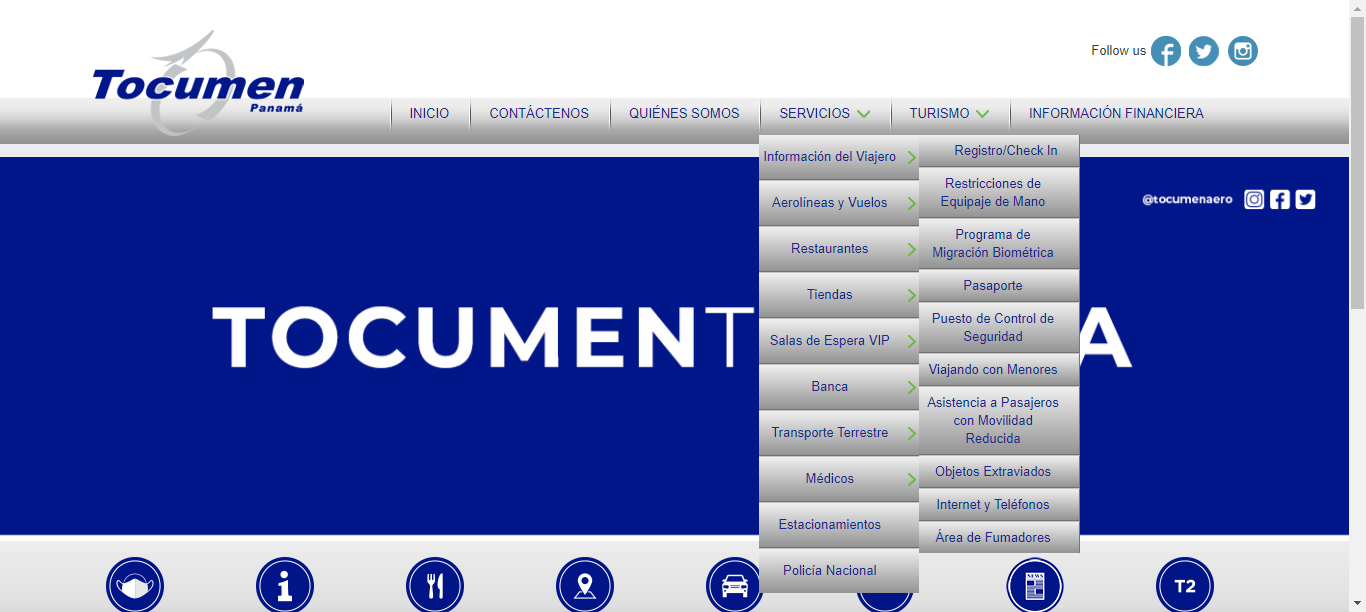 Follow us
Tocumen
Panamá
INICIO
CONTÁCTENOS
QUIÉNES SOMOS
SERVICIOS
TURISMO
INFORMACIÓN FINANCIERA
Información del Viajero
Aerolíneas y Vuelos
Restaurantes
Tiendas
Salas de Espera VIP
Banca
Transporte Terrestre
Médicos
Estacionamientos
Policía Nacional
Registro/Check In
Restricciones de
Equipaje de Mano
Programa de
Migración Biométrica
Pasaporte
Puesto de Control de
Seguridad
Viajando con Menores
Asistencia a Pasajeros
con Movilidad
Reducida
Objetos Extraviados
Internet y Teléfonos
Área de Fumadores
@tocumenaero
TOCUMEN
NEWS
T2